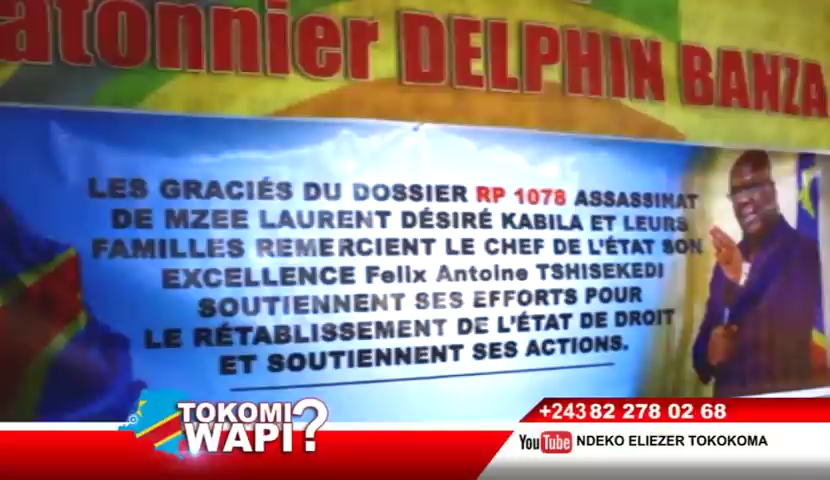 atonnier DELPHIN BANZA
LES GRACIÉS DU DOSSIER RP 1078 ASSASSINAT
DE MZEE LAURENT DÉSIRÉ KABILA ET LEURS
FAMILLES REMERCIENT LE CHEF DE L'ÉTAT SON
EXCELLENCE Felix Antoine TSHISEKEDI
SOUTIENNENT SES EFFORTS POUR
LE RÉTABLISSEMENT DE L'ÉTAT DE DROIT
ET SOUTIENNENT SES ACTIONS.
TOKOMI
WAPI?
+243 82 278 02 68
YouTube NDEKO ELIEZER TOKOKOMA